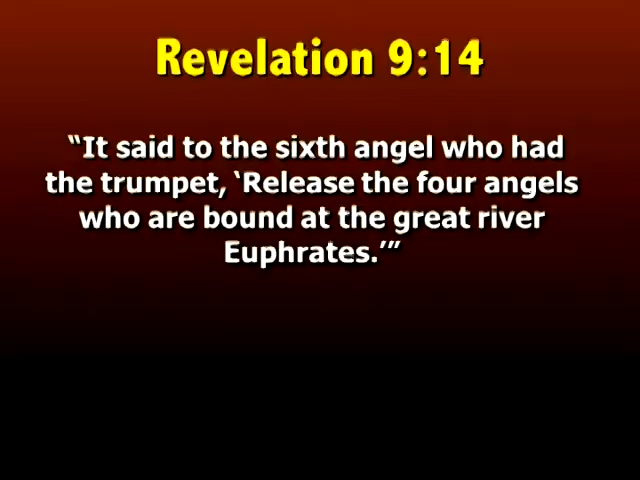 Revelation 9:14
“It said to the sixth angel who had
the trumpet, ‘Release the four angels
who are bound at the great river
Euphrates.’”